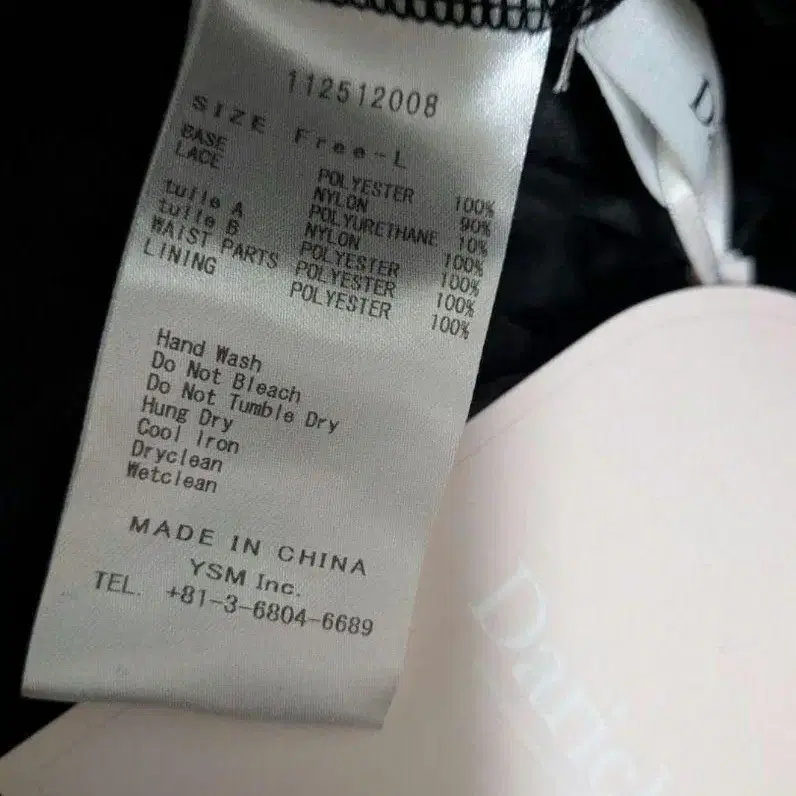 112512008
SIZE Free-L
BASE POLYESTER 100%
LACE NYLON 90%
POLYURETHANE 10%
tulle A NYLON 100%
tulle B POLYESTER 100%
WAIST PARTS POLYESTER 100%
LINING POLYESTER 100%
Hand Wash
Do Not Bleach
Do Not Tumble Dry
Hung Dry
Cool Iron
Dryclean
Wetclean
MADE IN CHINA
YSM Inc.
TEL. +81-3-6804-6689